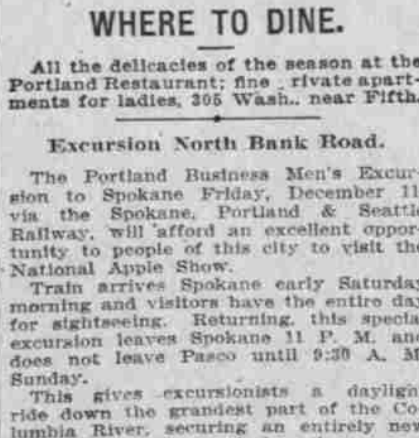 WHERE TO DINE.
All the delicacies of the season at the
Portland Restaurant; fine rivate apart-
ments for ladies, 305 Wash., near Fifth.
Excursion North Bank Road.
The Portland Business Men's Excur-
sion to Spokane Friday, December 11,
via the Spokane, Portland & Seattle
Railway, will afford an excellent oppor-
tunity to people of this city to visit the
National Apple Show.
Train arrives Spokane early Saturday
morning and visitors have the entire day
for sightseeing. Returning, this special
excursion leaves Spokane 11 P. M. and
does not leave Pasco until 9:30 A. M.
Sunday.
This gives excursionists a daylight
ride down the grandest part of the Co-
lumbia River, securing an entirely new